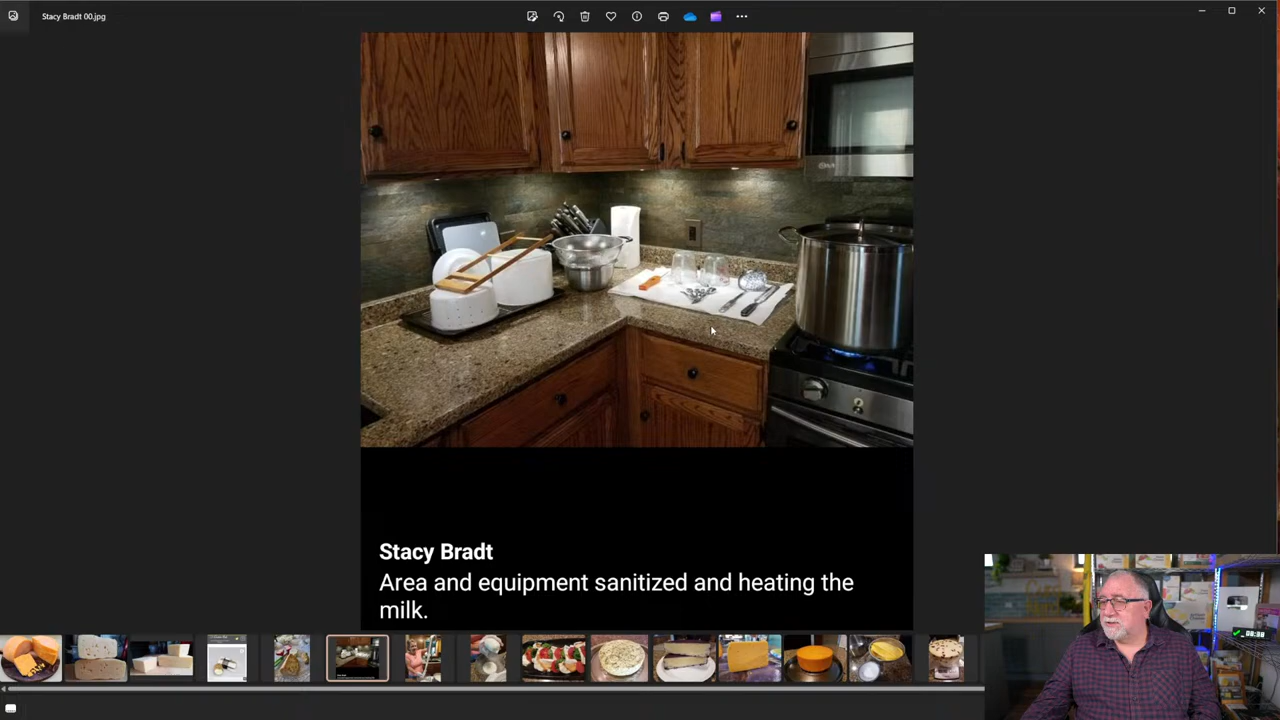 Stacy Bradt 00.jpg
Stacy Bradt
Area and equipment sanitized and heating the
milk.